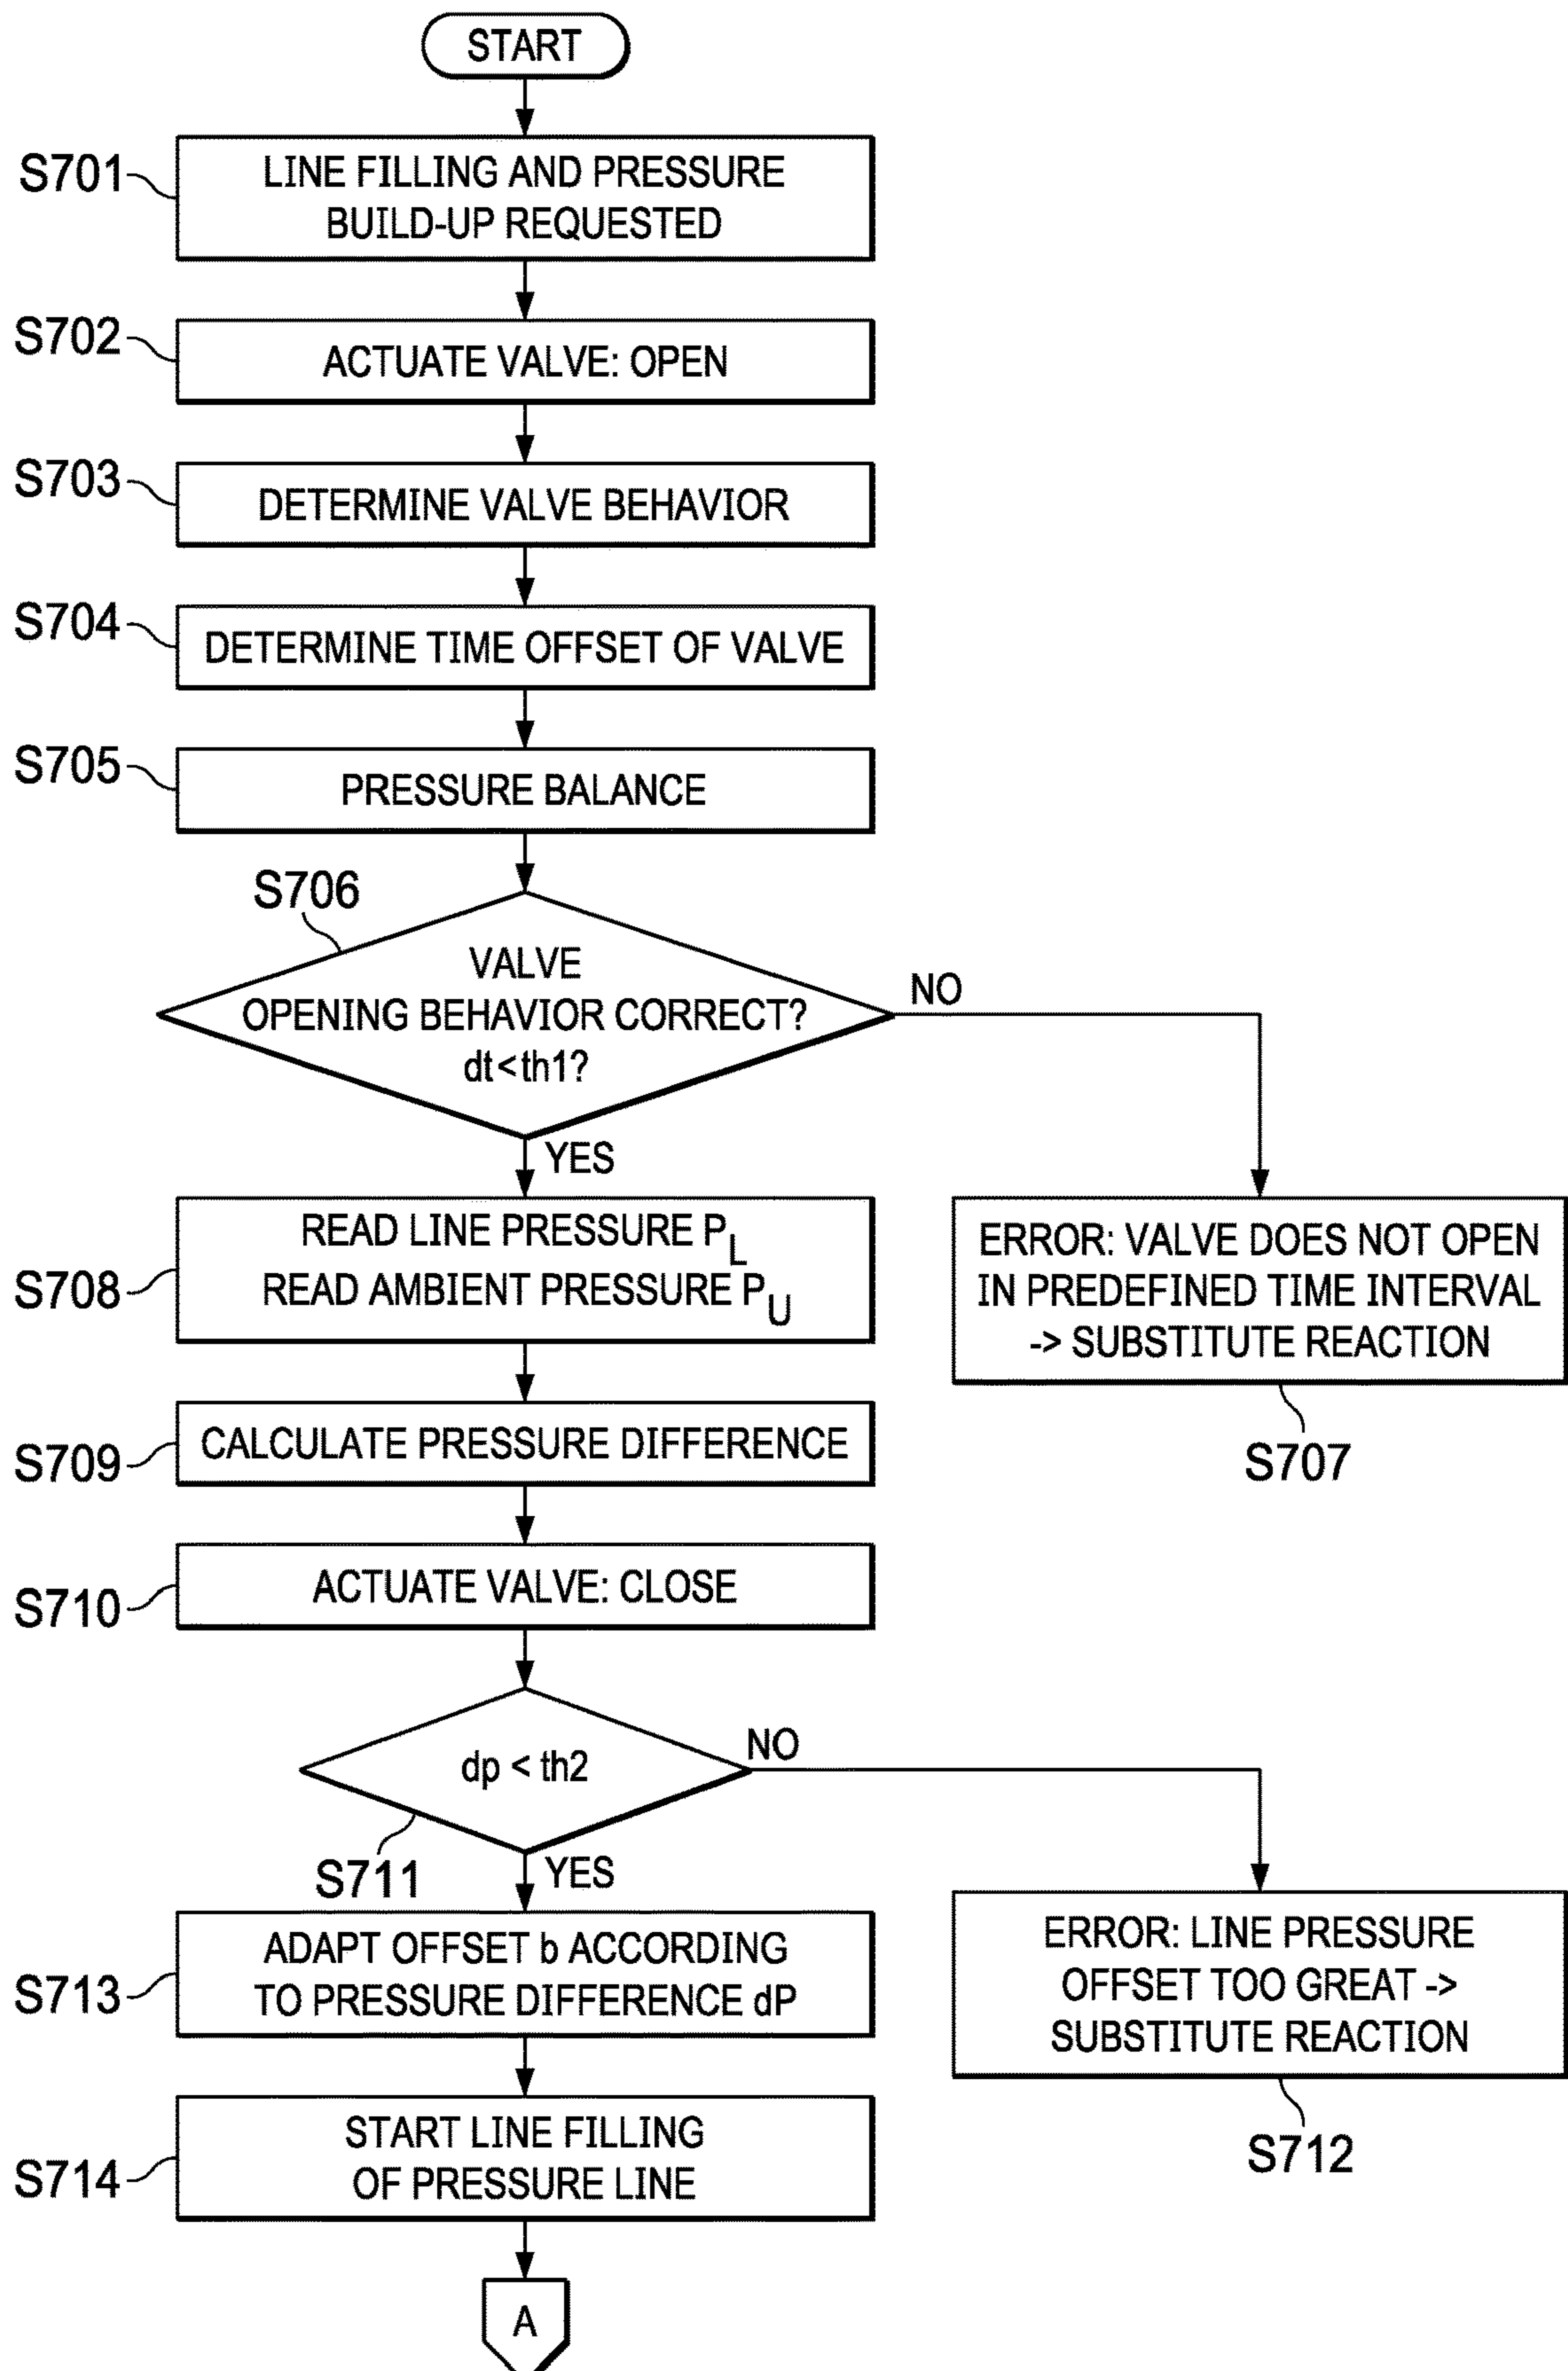 START
S701
LINE FILLING AND PRESSURE
BUILD-UP REQUESTED
S702
ACTUATE VALVE: OPEN
S703
DETERMINE VALVE BEHAVIOR
S704
DETERMINE TIME OFFSET OF VALVE
S705
PRESSURE BALANCE
S706
VALVE
OPENING BEHAVIOR CORRECT?
dt<th1?
NO
YES
S708
READ LINE PRESSURE PL
READ AMBIENT PRESSURE PU
ERROR: VALVE DOES NOT OPEN
IN PREDEFINED TIME INTERVAL
-> SUBSTITUTE REACTION
S707
S709
CALCULATE PRESSURE DIFFERENCE
S710
ACTUATE VALVE: CLOSE
dp < th2
NO
S711
YES
S713
ADAPT OFFSET b ACCORDING
TO PRESSURE DIFFERENCE dP
ERROR: LINE PRESSURE
OFFSET TOO GREAT ->
SUBSTITUTE REACTION
S712
S714
START LINE FILLING
OF PRESSURE LINE
A